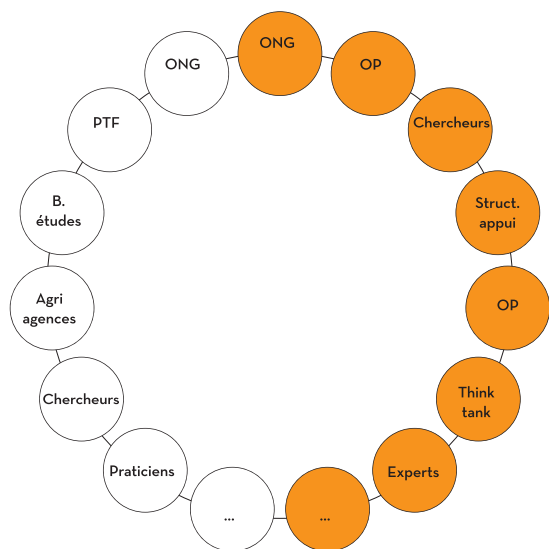 ONG
OP
Chercheurs
Struct.
appui
OP
Think
tank
Experts
...
...
Praticiens
Chercheurs
Agri
agences
B.
études
PTF
ONG